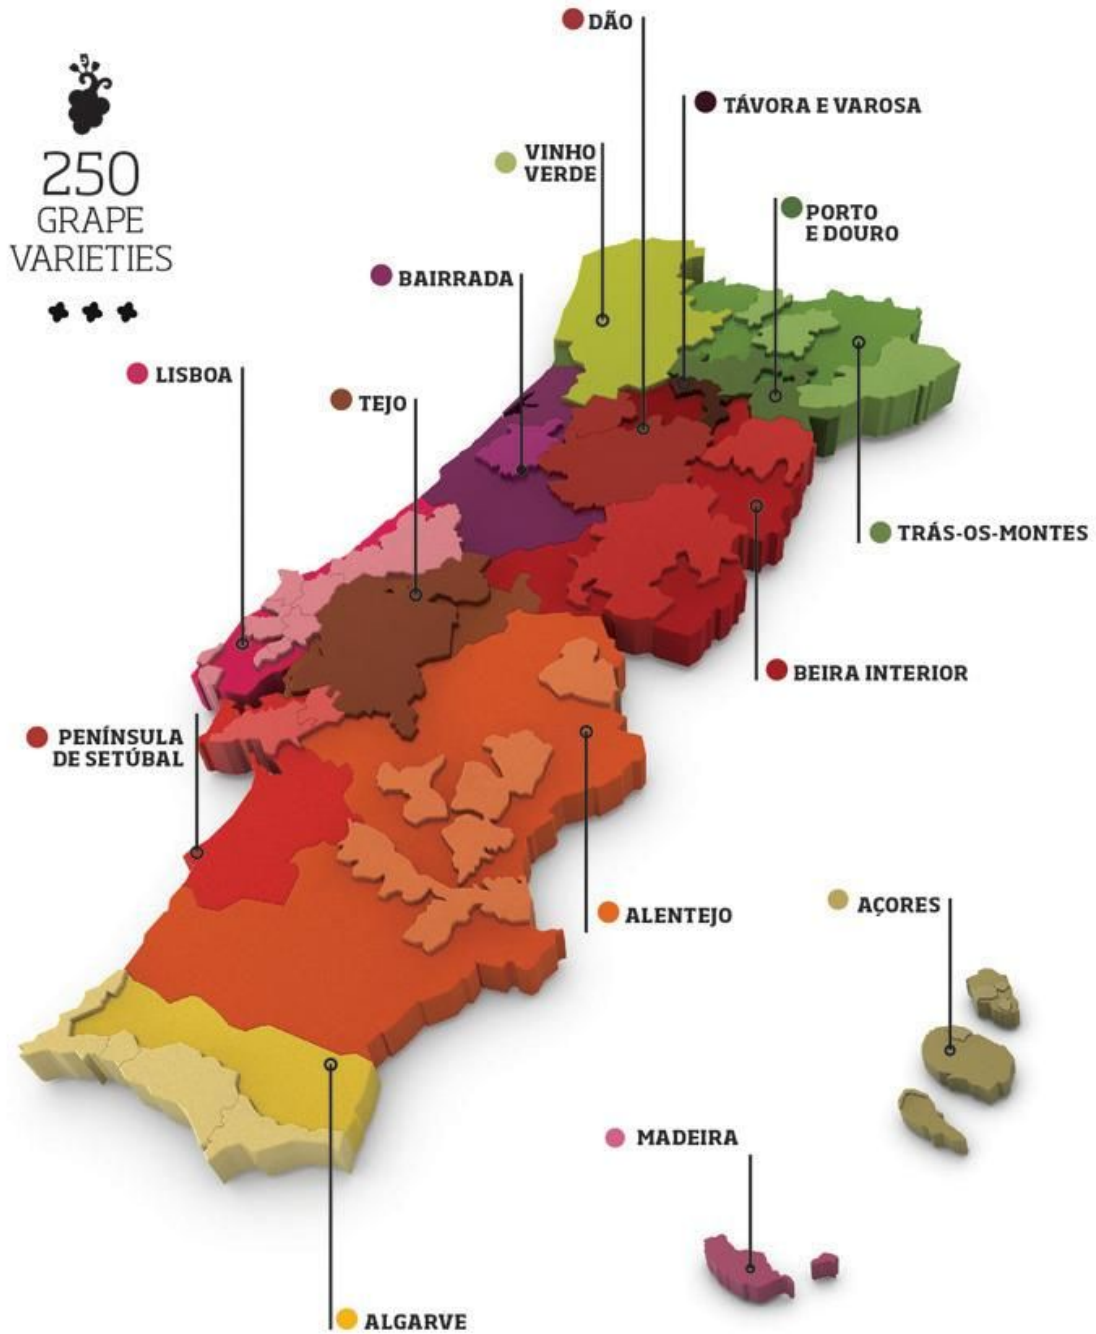 DÃO
TÁVORA E VAROSA
VINHO
VERDE
250
GRAPE
VARIETIES
PORTO
E DOURO
BAIRRADA
LISBOA
TEJO
TRÁS-OS-MONTES
BEIRA INTERIOR
PENÍNSULA
DE SETÚBAL
ALENTEJO
AÇORES
MADEIRA
ALGARVE